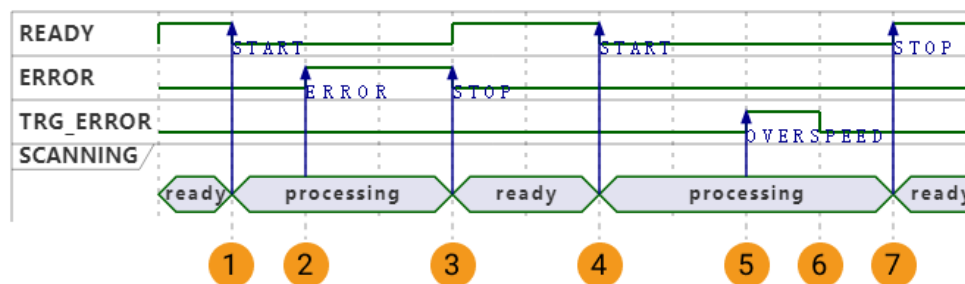 READY
START START STOP
ERROR
ERROR STOP
TRG_ERROR
OVERSPEED
SCANNING
ready processing ready processing ready
1 2 3 4 5 6 7